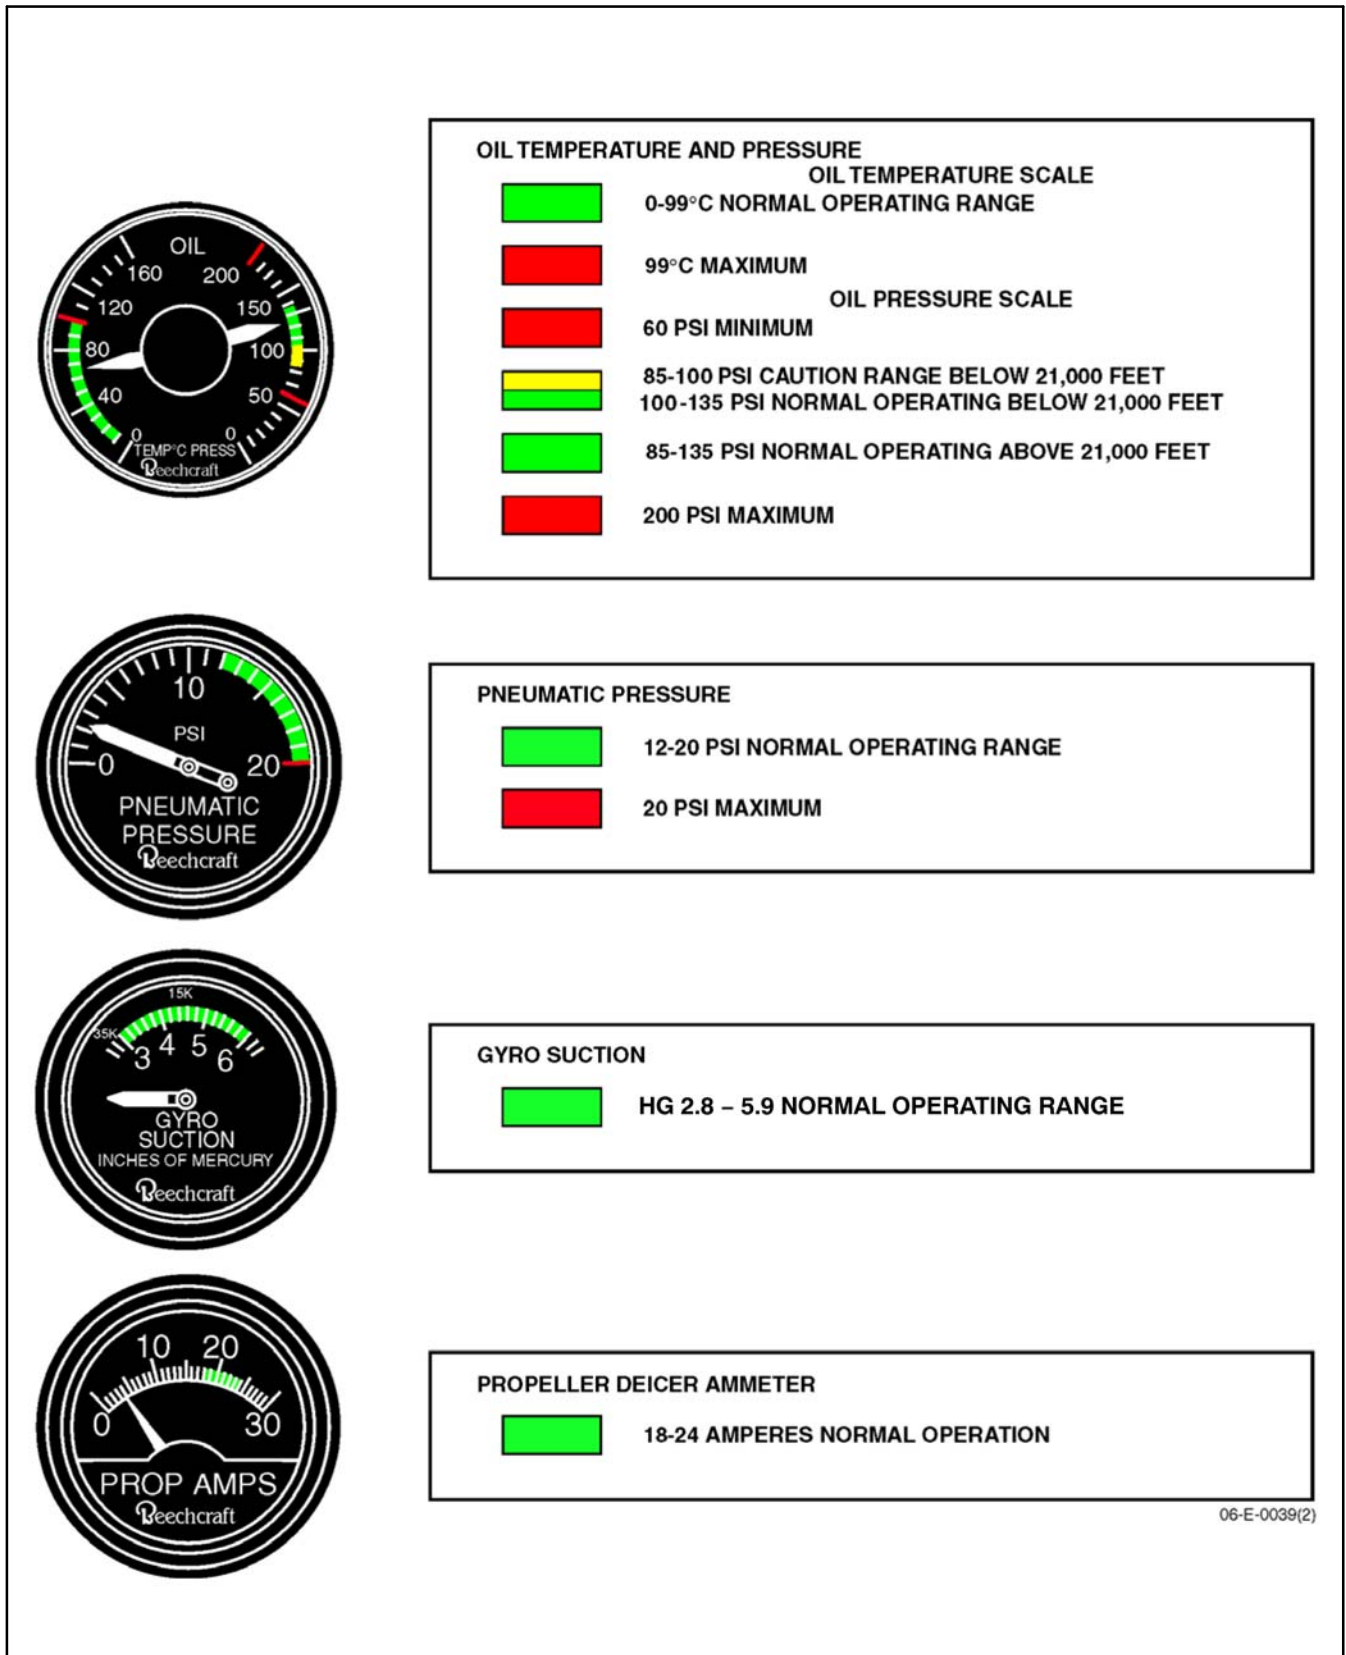 OIL TEMPERATURE AND PRESSURE
OIL TEMPERATURE SCALE
0-99°C NORMAL OPERATING RANGE
99°C MAXIMUM
OIL PRESSURE SCALE
60 PSI MINIMUM
85-100 PSI CAUTION RANGE BELOW 21,000 FEET
100-135 PSI NORMAL OPERATING BELOW 21,000 FEET
85-135 PSI NORMAL OPERATING ABOVE 21,000 FEET
200 PSI MAXIMUM
OIL
160 200
120 150
80 100
40 50
0 0
TEMP°C PRESS
Beechcraft
PNEUMATIC PRESSURE
12-20 PSI NORMAL OPERATING RANGE
20 PSI MAXIMUM
10
PSI
0 20
PNEUMATIC
PRESSURE
Beechcraft
GYRO SUCTION
HG 2.8 – 5.9 NORMAL OPERATING RANGE
15K
35K
3 4 5 6
GYRO
SUCTION
INCHES OF MERCURY
Beechcraft
PROPELLER DEICER AMMETER
18-24 AMPERES NORMAL OPERATION
10 20
0 30
PROP AMPS
Beechcraft
06-E-0039(2)